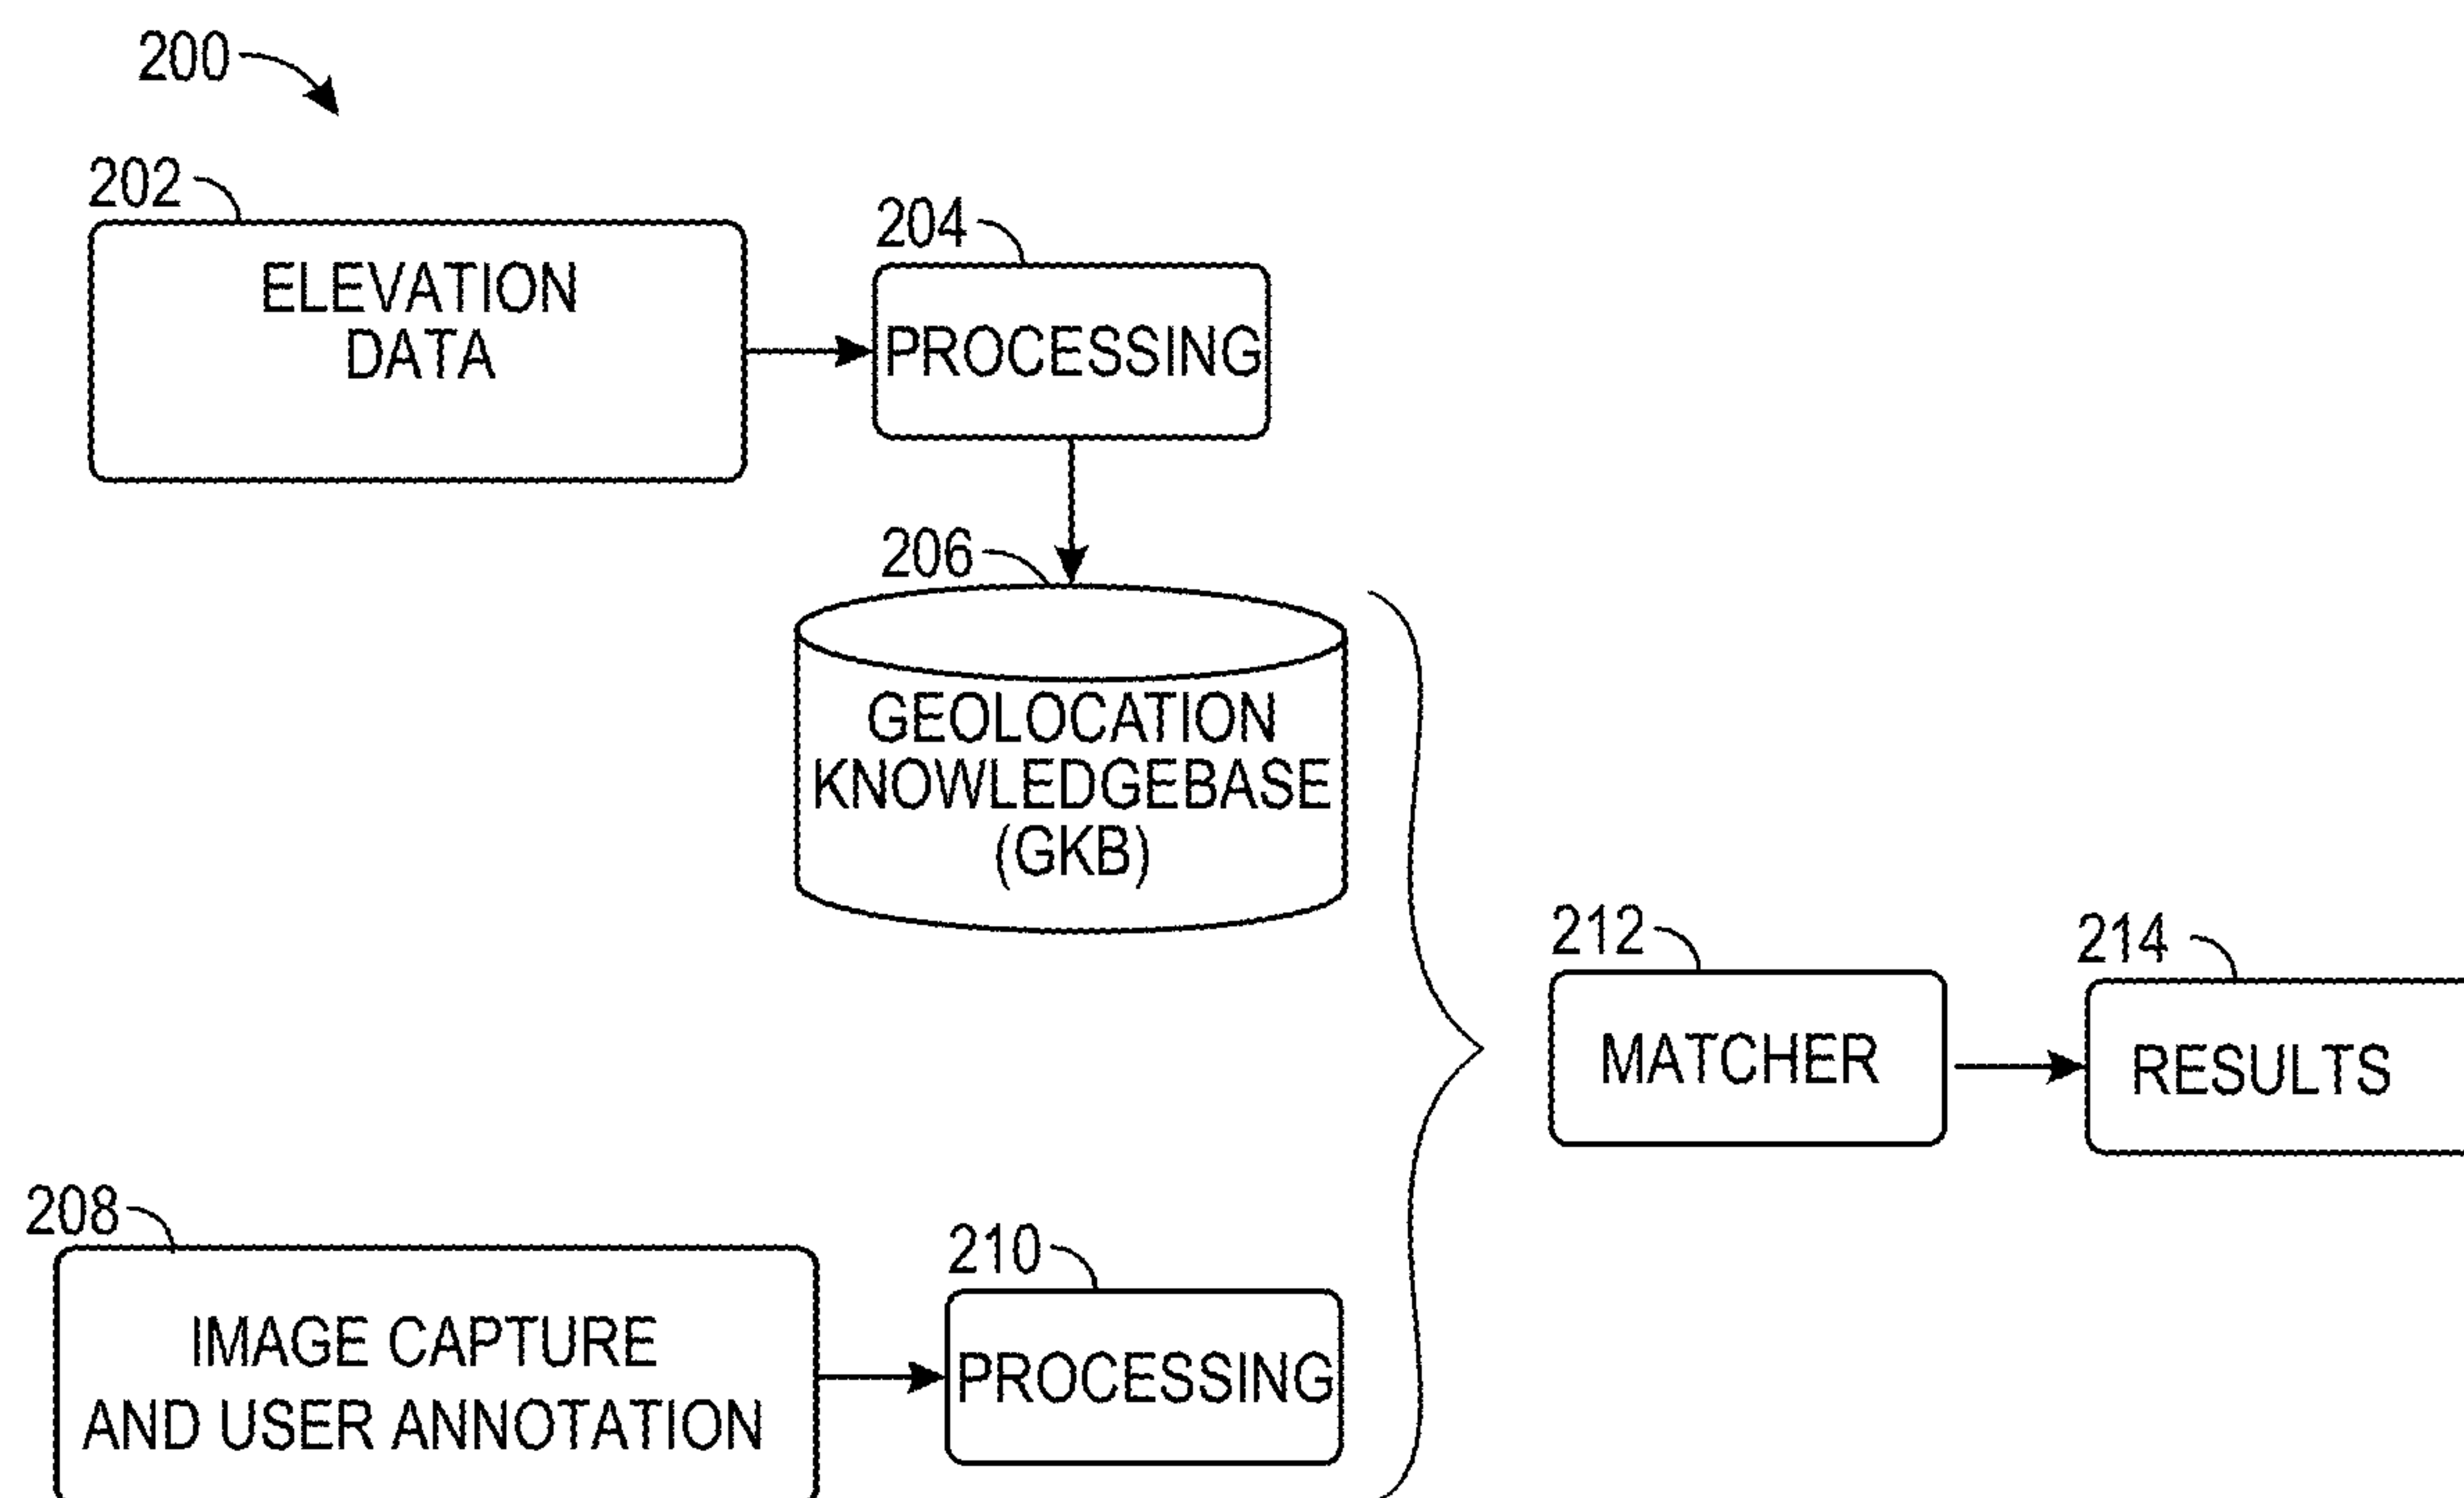 200
202
ELEVATION
DATA
204
PROCESSING
206
GEOLOCATION
KNOWLEDGEBASE
(GKB)
212
MATCHER
214
RESULTS
208
IMAGE CAPTURE
AND USER ANNOTATION
210
PROCESSING